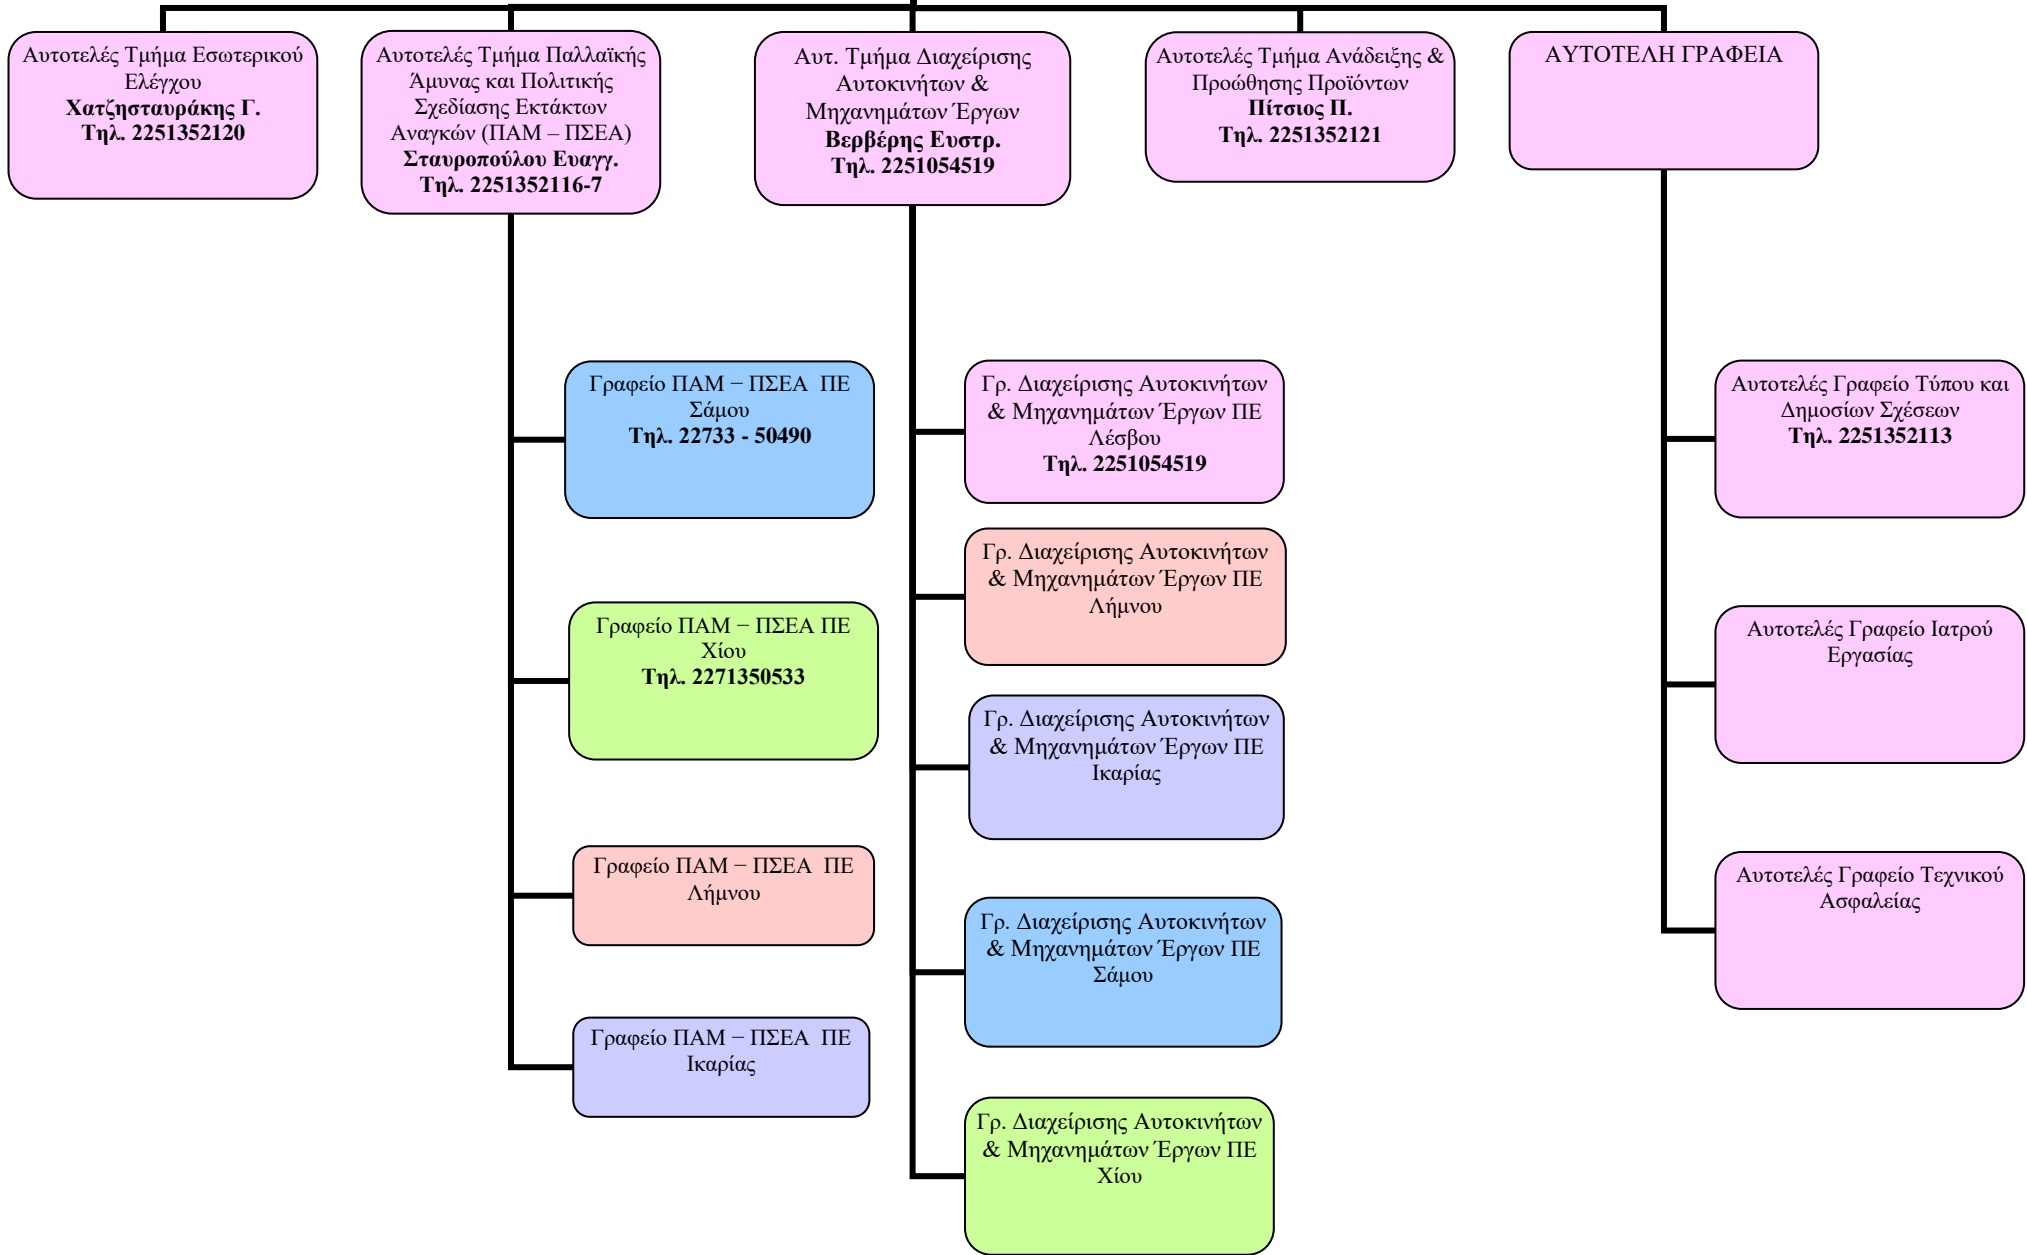 Αυτοτελές Τμήμα Εσωτερικού
Ελέγχου
Χατζησταυράκης Γ.
Τηλ. 2251352120
Αυτοτελές Τμήμα Παλλαϊκής
Άμυνας και Πολιτικής
Σχεδίασης Εκτάκτων
Αναγκών (ΠΑΜ – ΠΣΕΑ)
Σταυροπούλου Ευαγγ.
Τηλ. 2251352116-7
Αυτ. Τμήμα Διαχείρισης
Αυτοκινήτων &
Μηχανημάτων Έργων
Βερβέρης Ευστρ.
Τηλ. 2251054519
Αυτοτελές Τμήμα Ανάδειξης &
Προώθησης Προϊόντων
Πίτσιος Π.
Τηλ. 2251352121
ΑΥΤΟΤΕΛΗ ΓΡΑΦΕΙΑ
Γραφείο ΠΑΜ − ΠΣΕΑ  ΠΕ
Σάμου
Τηλ. 22733 - 50490
Γραφείο ΠΑΜ − ΠΣΕΑ ΠΕ
Χίου
Τηλ. 2271350533
Γραφείο ΠΑΜ − ΠΣΕΑ  ΠΕ
Λήμνου
Γραφείο ΠΑΜ − ΠΣΕΑ  ΠΕ
Ικαρίας
Γρ. Διαχείρισης Αυτοκινήτων
& Μηχανημάτων Έργων ΠΕ
Λέσβου
Τηλ. 2251054519
Γρ. Διαχείρισης Αυτοκινήτων
& Μηχανημάτων Έργων ΠΕ
Λήμνου
Γρ. Διαχείρισης Αυτοκινήτων
& Μηχανημάτων Έργων ΠΕ
Ικαρίας
Γρ. Διαχείρισης Αυτοκινήτων
& Μηχανημάτων Έργων ΠΕ
Σάμου
Γρ. Διαχείρισης Αυτοκινήτων
& Μηχανημάτων Έργων ΠΕ
Χίου
Αυτοτελές Γραφείο Τύπου και
Δημοσίων Σχέσεων
Τηλ. 2251352113
Αυτοτελές Γραφείο Ιατρού
Εργασίας
Αυτοτελές Γραφείο Τεχνικού
Ασφαλείας